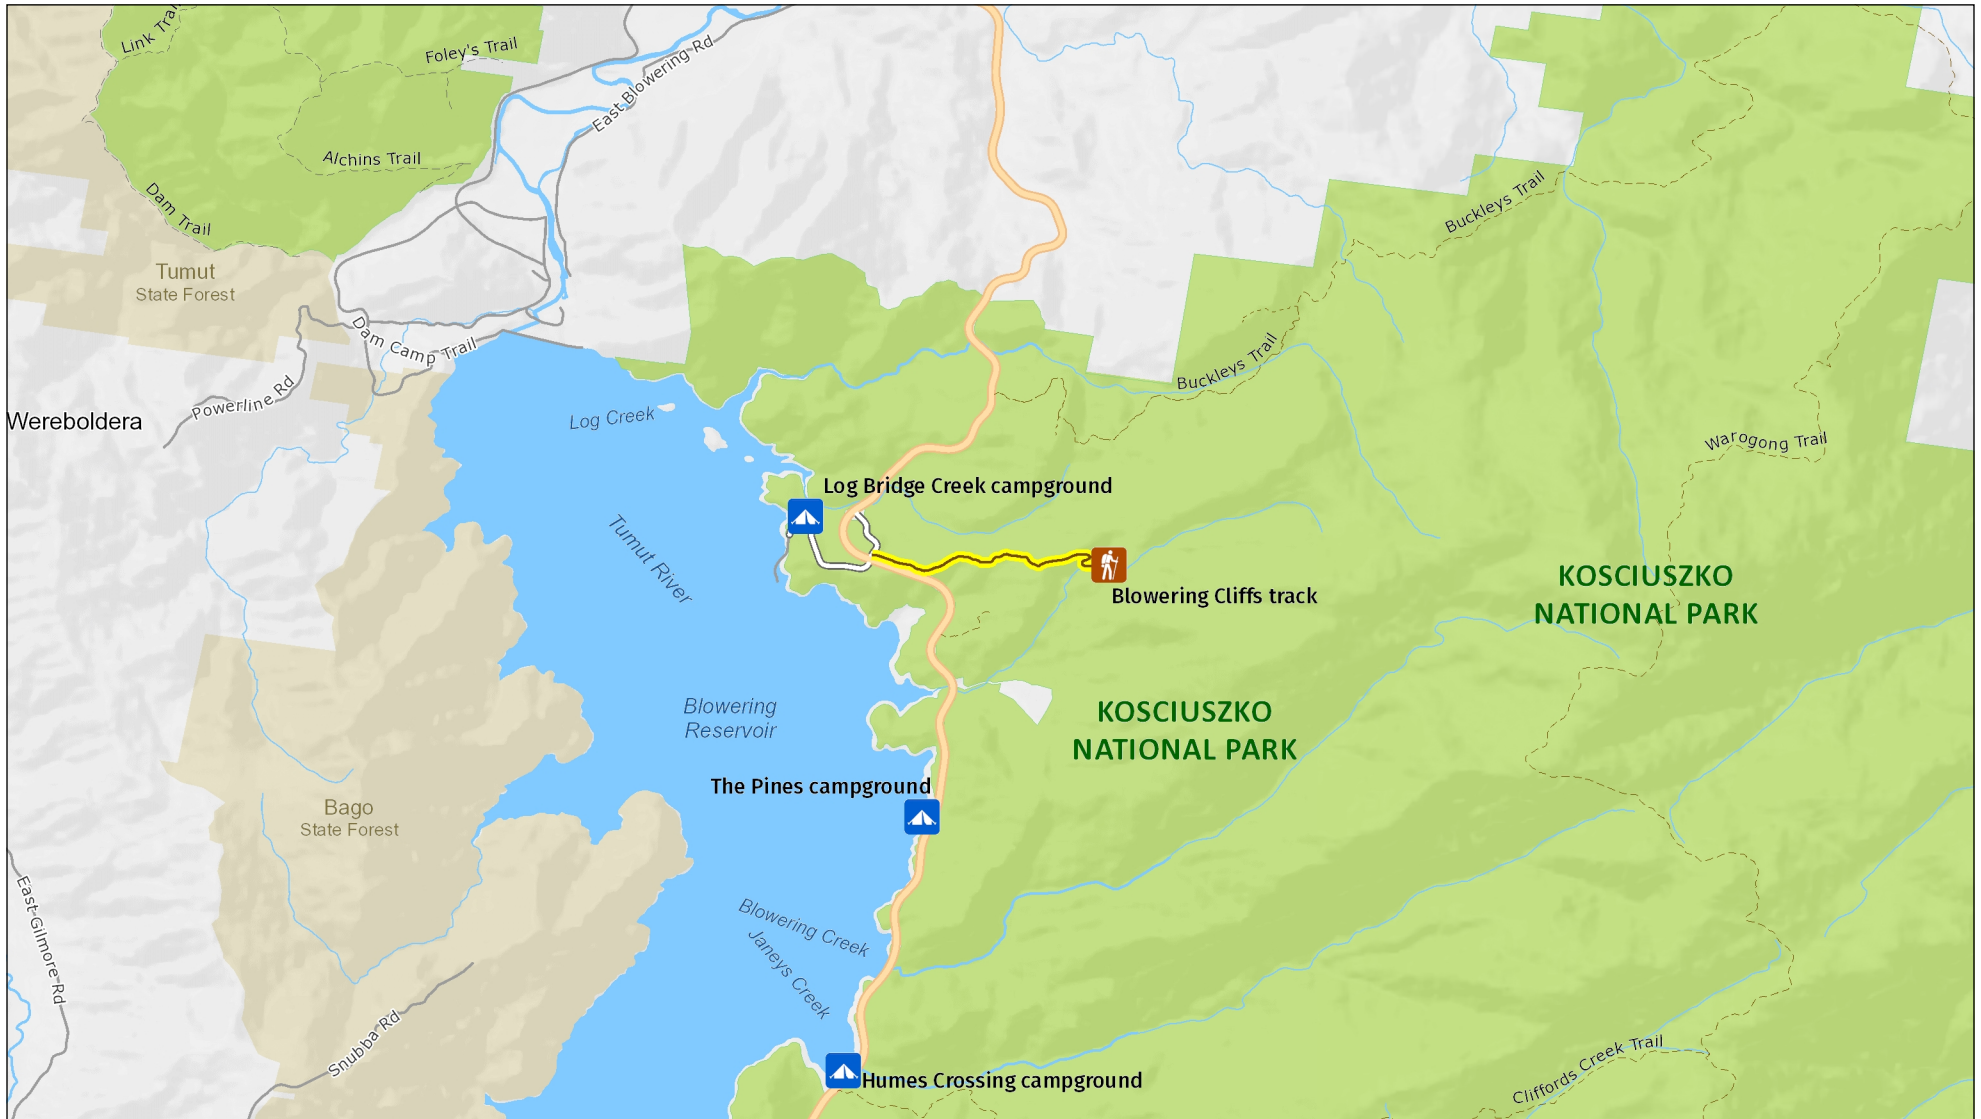 Link Trai
Foley's Trail
East Blowering Rd
Alchins Trail
Dam Trail
Buckleys Trail
Tumut
State Forest
Dam Camp Trail
Buckleys Trail
Powerline Rd
Log Creek
Wereboldera
Warogong Trail
Log Bridge Creek campground
Tumut River
Blowering Cliffs track
KOSCIUSZKO
NATIONAL PARK
Blowering
Reservoir
KOSCIUSZKO
NATIONAL PARK
The Pines campground
Bago
State Forest
East Gilmore Rd
Blowering Creek
Janeys Creek
Snubba Rd
Humes Crossing campground
Cliffords Creek Trail